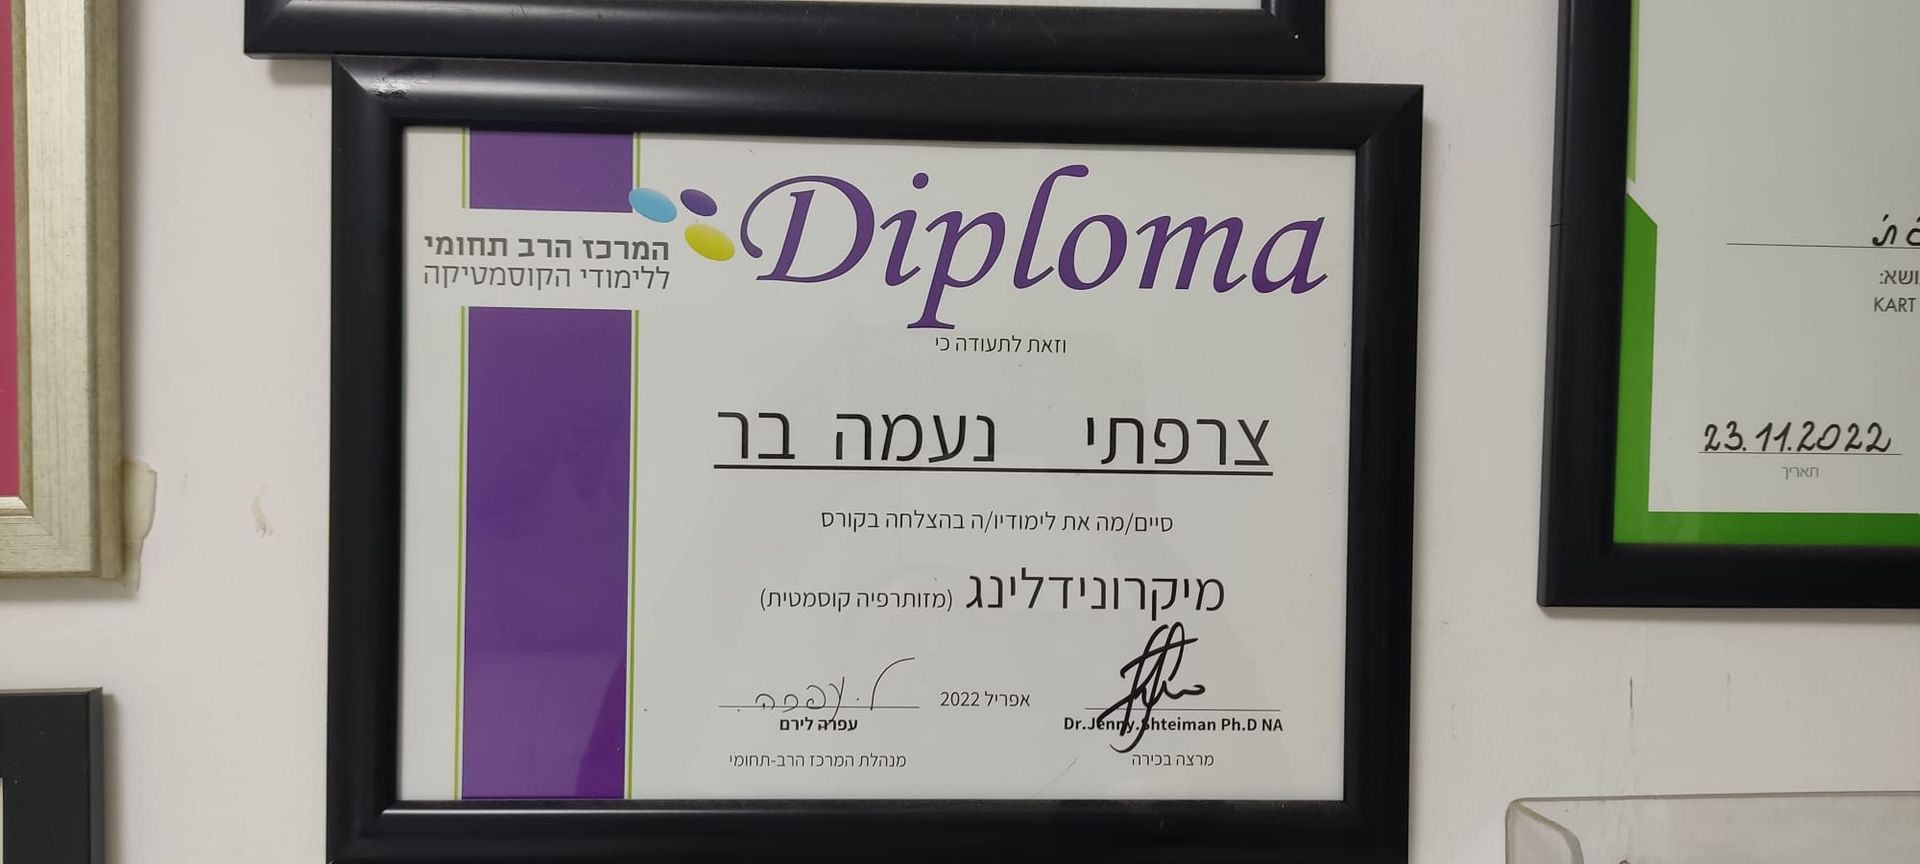 Diploma
המרכז הרב תחומי
ללימודי הקוסמטיקה
וזאת לתעודה כי
צרפתי נעמה בר
סיים/מה את לימודיו/ה בהצלחה בקורס
מיקרונידלינג (מזותרפיה קוסמטית)
אפריל 2022
Dr.Jenny.Shteiman Ph.D NA
מרצה בכירה
ל. עפרה
עפרה לירם
מנהלת המרכז הרב-תחומי
KART
23.11.2022
תאריך